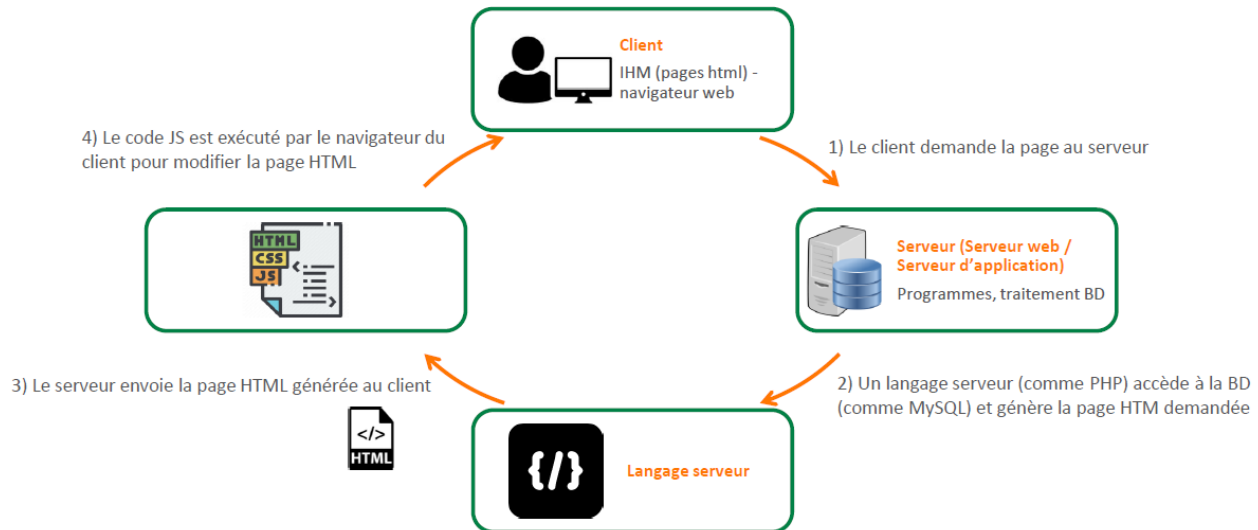 Client
IHM (pages html) -
navigateur web
4) Le code JS est exécuté par le navigateur du
client pour modifier la page HTML
1) Le client demande la page au serveur
HTML
CSS
JS
Serveur (Serveur web /
Serveur d’application)
Programmes, traitement BD
3) Le serveur envoie la page HTML générée au client
</>
HTML
2) Un langage serveur (comme PHP) accède à la BD
(comme MySQL) et génère la page HTM demandée
{/}
Langage serveur